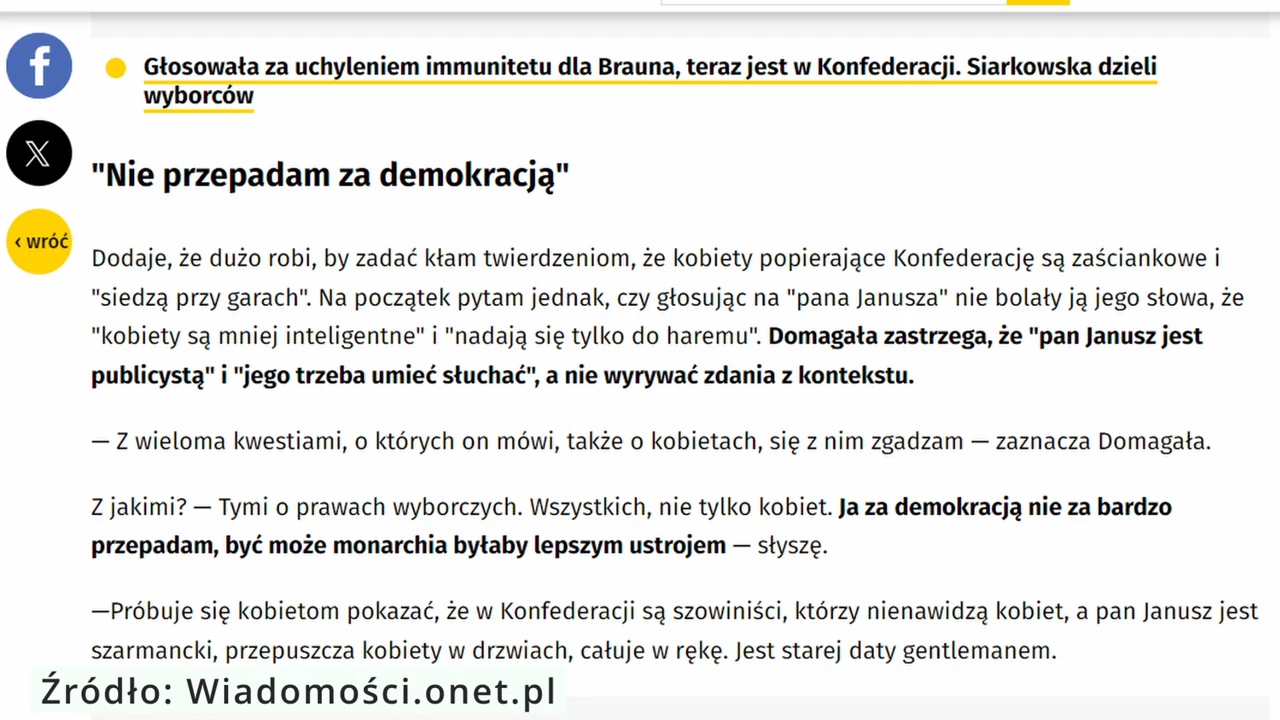 Głosowała za uchyleniem immunitetu dla Brauna, teraz jest w Konfederacji. Siarkowska dzieli
wyborców
"Nie przepadam za demokracją"
‹ wróć
Dodaje, że dużo robi, by zadać kłam twierdzeniom, że kobiety popierające Konfederację są zaściankowe i
"siedzą przy garach". Na początek pytam jednak, czy głosując na "pana Janusza" nie bolały ją jego słowa, że
"kobiety są mniej inteligentne" i "nadają się tylko do haremu". Domagała zastrzega, że "pan Janusz jest
publicystą" i "jego trzeba umieć słuchać", a nie wyrywać zdania z kontekstu.
— Z wieloma kwestiami, o których on mówi, także o kobietach, się z nim zgadzam — zaznacza Domagała.
Z jakimi? — Tymi o prawach wyborczych. Wszystkich, nie tylko kobiet. Ja za demokracją nie za bardzo
przepadam, być może monarchia byłaby lepszym ustrojem — słyszę.
—Próbuje się kobietom pokazać, że w Konfederacji są szowiniści, którzy nienawidzą kobiet, a pan Janusz jest
szarmancki, przepuszcza kobiety w drzwiach, całuje w rękę. Jest starej daty gentlemanem.
Źródło: Wiadomości.onet.pl